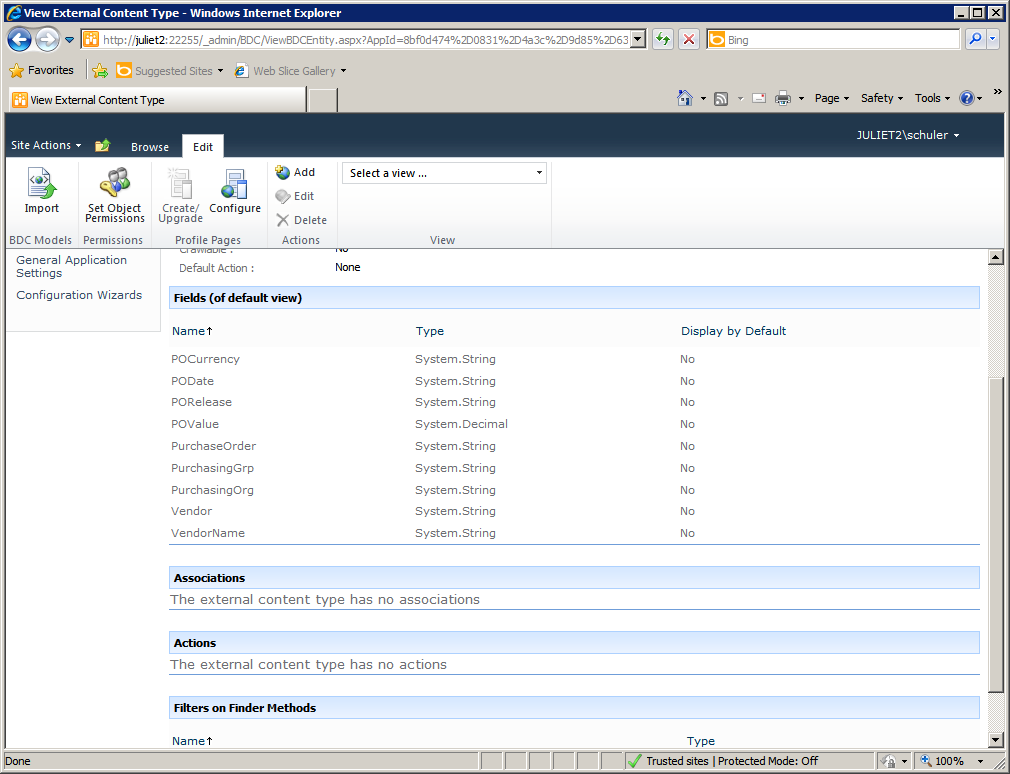 View External Content Type - Windows Internet Explorer
http://juliet2:22255/_admin/BDC/ViewBDCEntity.aspx?AppId=8bf0d474%2D0831%2D4a3c%2D9d85%2D63
Bing
Favorites
Suggested Sites
Web Slice Gallery
View External Content Type
Page
Safety
Tools
»
Site Actions
Browse
Edit
JULIET2\schuler
Import
Set Object
Permissions
Create/
Upgrade
Configure
Add
Edit
Delete
Select a view ...
BDC Models
Permissions
Profile Pages
Actions
View
General Application
Settings
Configuration Wizards
Crawlable : No
Default Action : None
Fields (of default view)
Name↑ Type Display by Default
POCurrency System.String No
PODate System.String No
PORelease System.String No
POValue System.Decimal No
PurchaseOrder System.String No
PurchasingGrp System.String No
PurchasingOrg System.String No
Vendor System.String No
VendorName System.String No
Associations
The external content type has no associations
Actions
The external content type has no actions
Filters on Finder Methods
Name↑ Type
Done
Trusted sites | Protected Mode: Off
100%